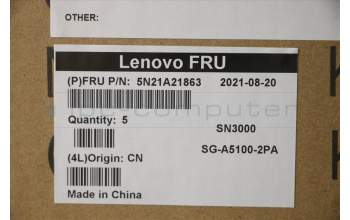 OTHER:
Lenovo FRU
(P)FRU P/N: 5N21A21863 2021-08-20
Quantity: 5
SN3000
SG-A5100-2PA
(4L)Origin: CN
Made in China